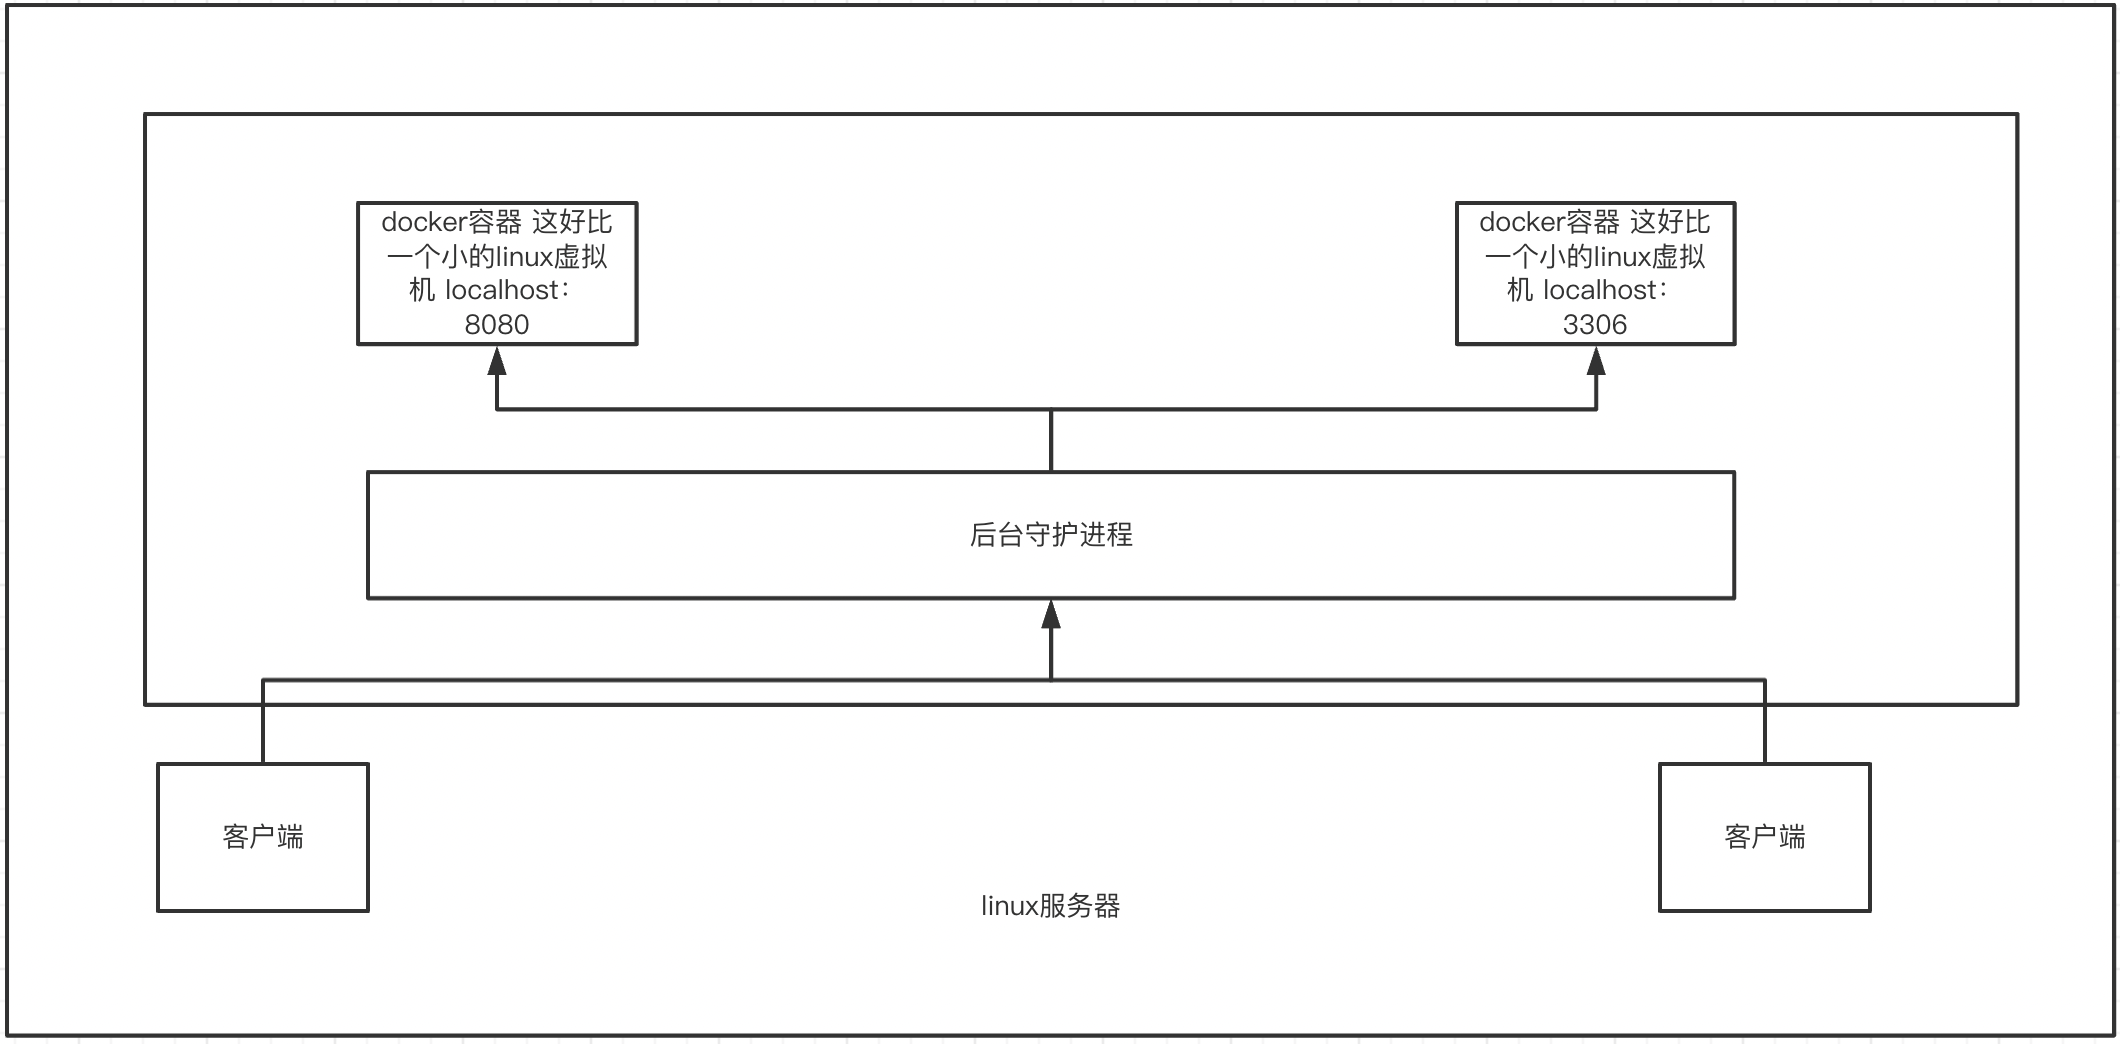 docker容器 这好比
一个小的linux虚拟
机 localhost：
8080
docker容器 这好比
一个小的linux虚拟
机 localhost：
3306
后台守护进程
客户端
客户端
linux服务器